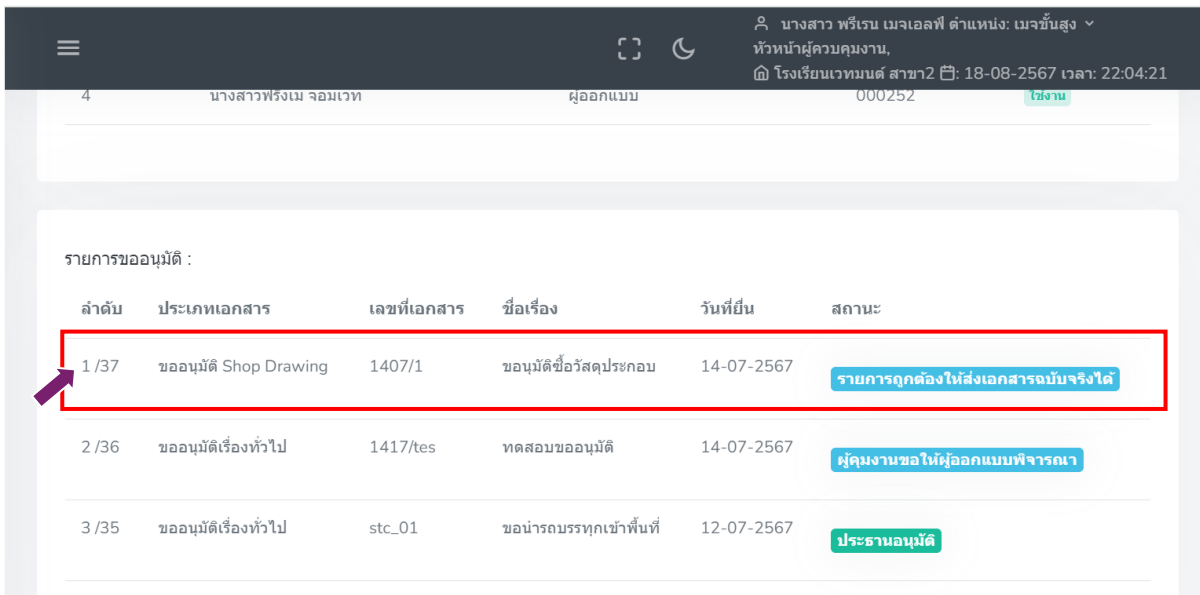 นางสาว พรีเรน เมจเอลฟ์ ตำแหน่ง: เมจชั้นสูง
หัวหน้าผู้ควบคุมงาน,
โรงเรียนเวทมนต์ สาขา2 : 18-08-2567 เวลา: 22:04:21
4 นางสาวฟรังเม จอมเวท ผู้ออกแบบ 000252 ใช้งาน
รายการขออนุมัติ :
ลำดับ ประเภทเอกสาร เลขที่เอกสาร ชื่อเรื่อง วันที่ยื่น สถานะ
1 /37 ขออนุมัติ Shop Drawing 1407/1 ขอนุมัติซื้อวัสดุประกอบ 14-07-2567 รายการถูกต้องให้ส่งเอกสารฉบับจริงได้
2 /36 ขออนุมัติเรื่องทั่วไป 1417/tes ทดสอบขออนุมัติ 14-07-2567 ผู้คุมงานขอให้ผู้ออกแบบพิจารณา
3 /35 ขออนุมัติเรื่องทั่วไป stc_01 ขอนำรถบรรทุกเข้าพื้นที่ 12-07-2567 ประธานอนุมัติ